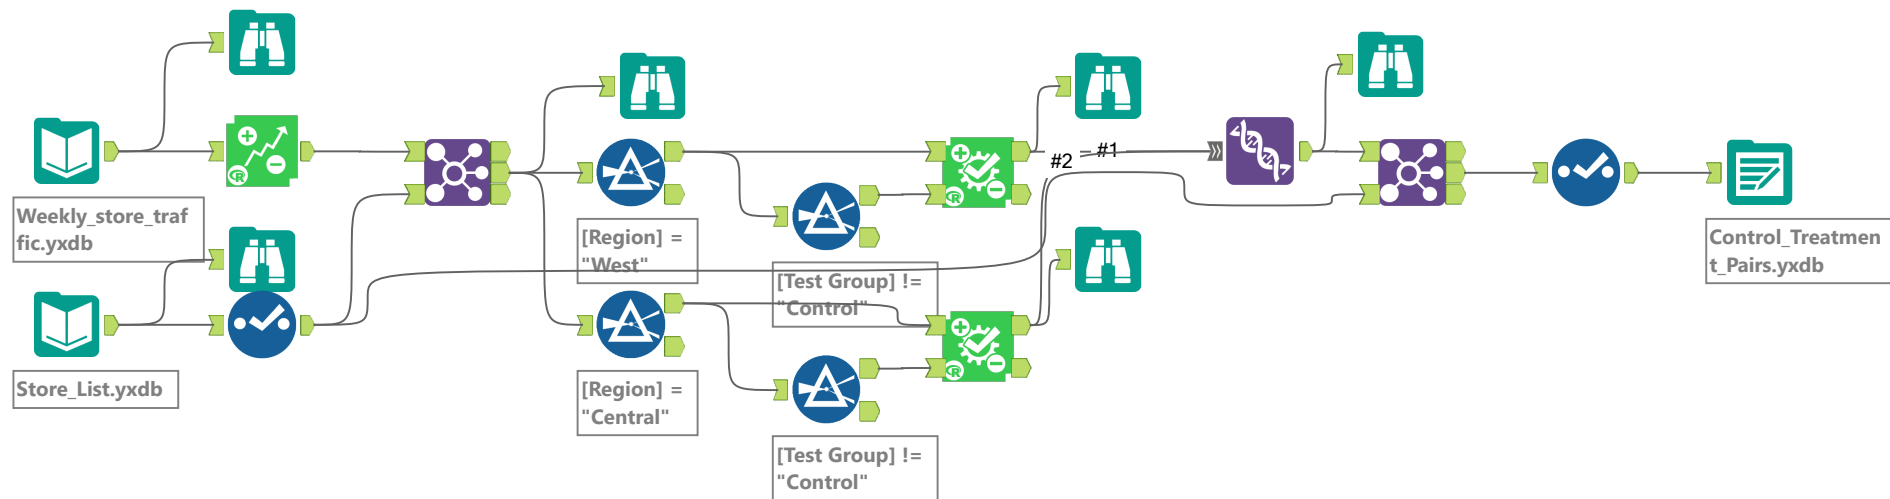 #2
#1
Weekly_store_traf
fic.yxdb
[Region] =
"West"
Control_Treatmen
t_Pairs.yxdb
[Test Group] !=
"Control"
Store_List.yxdb
[Region] =
"Central"
[Test Group] !=
"Control"
R
R
R